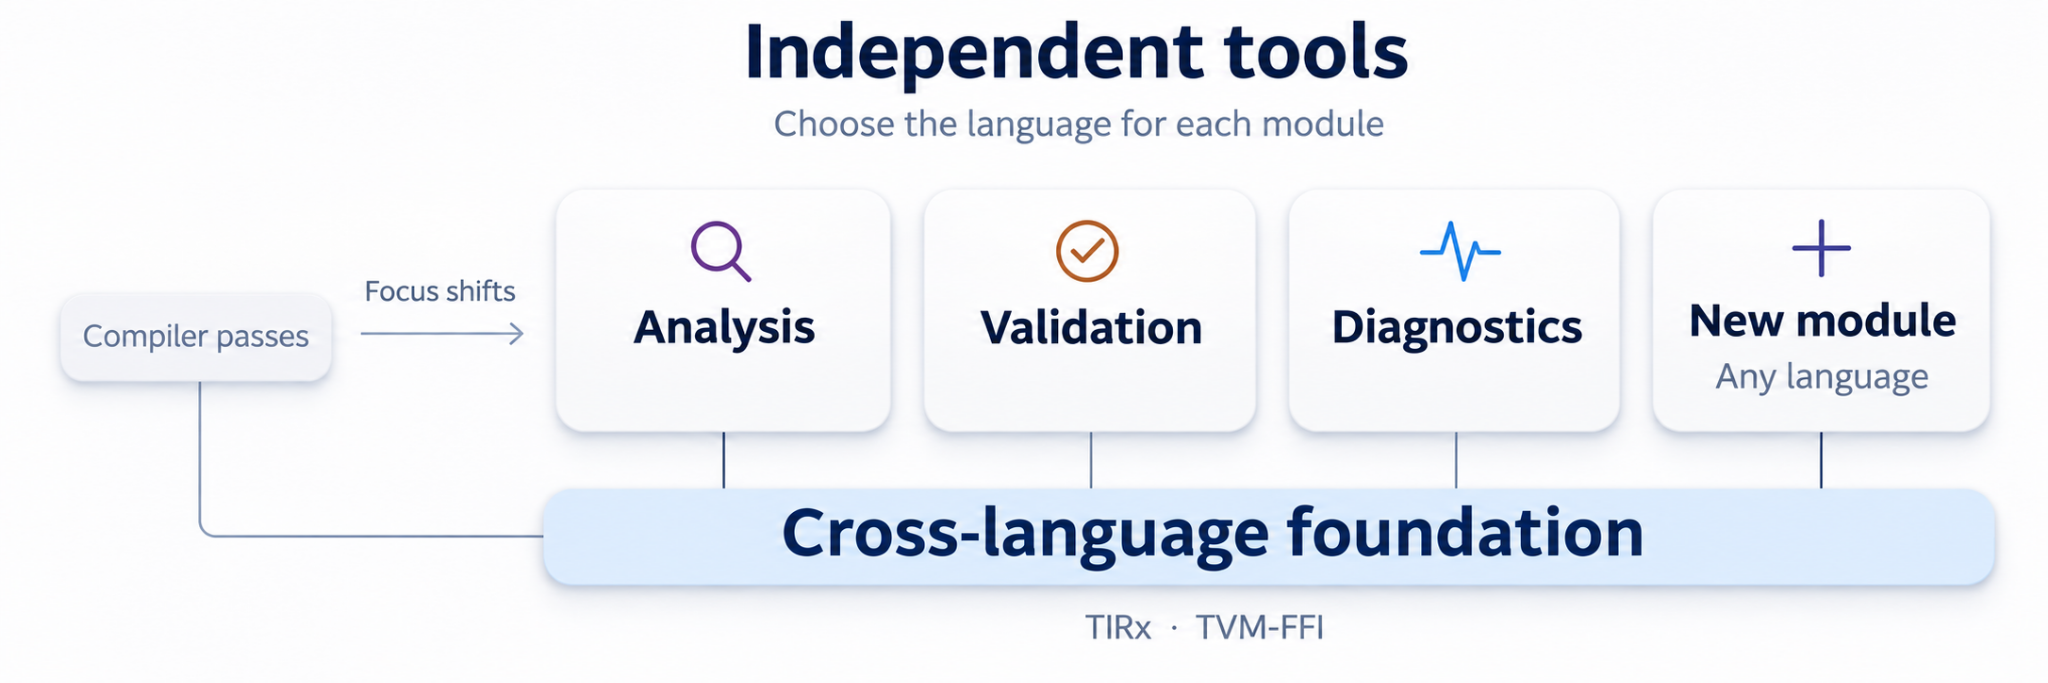 Independent tools
Choose the language for each module
Compiler passes
Focus shifts
Analysis
Validation
Diagnostics
New module
Any language
Cross-language foundation
TIRx · TVM-FFI